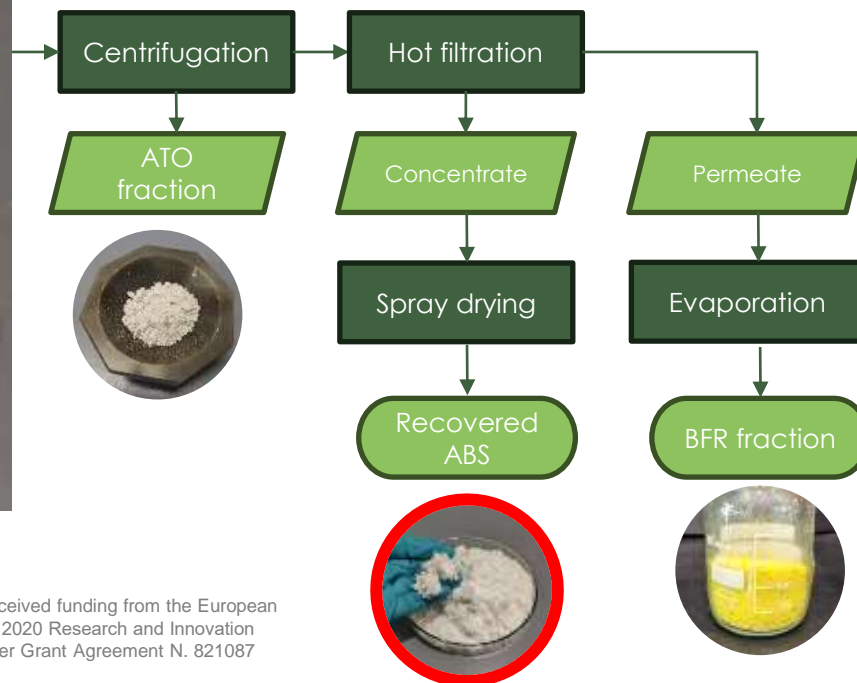 Centrifugation
Hot filtration
ATO
fraction
Concentrate
Permeate
Spray drying
Evaporation
Recovered
ABS
BFR fraction
ceived funding from the European
2020 Research and Innovation
er Grant Agreement N. 821087